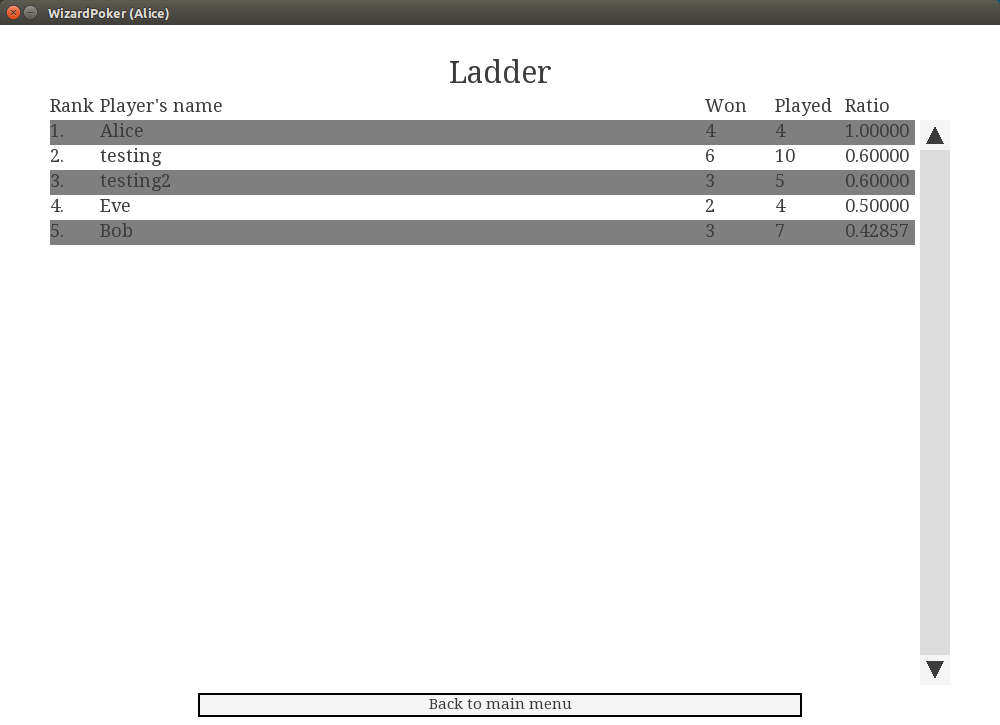 WizardPoker (Alice)
Ladder
Rank Player's name Won Played Ratio
1. Alice 4 4 1.00000
2. testing 6 10 0.60000
3. testing2 3 5 0.60000
4. Eve 2 4 0.50000
5. Bob 3 7 0.42857
Back to main menu